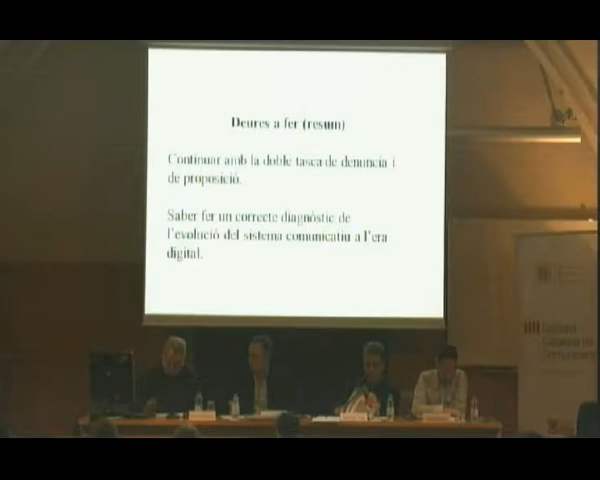 Deures a fer (resum)
Continuar amb la doble tasca de denuncia i
de proposició.
Saber fer un correcte diagnòstic de
l'evolució del sistema comunicatiu a l'era
digital.